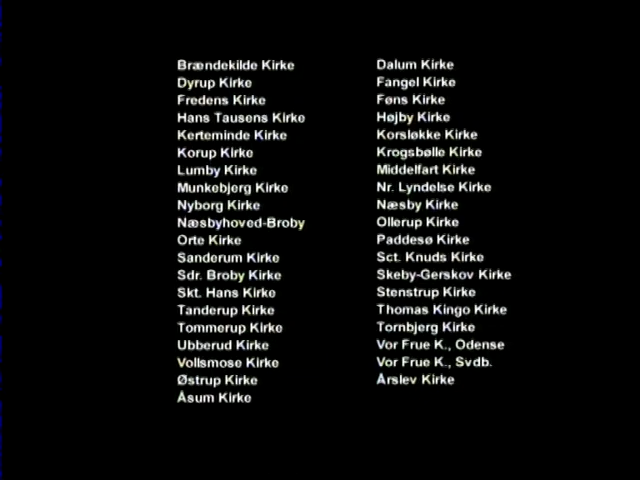 Brændekilde Kirke
Dyrup Kirke
Fredens Kirke
Hans Tausens Kirke
Kerteminde Kirke
Korup Kirke
Lumby Kirke
Munkebjerg Kirke
Nyborg Kirke
Næsbyhoved-Broby
Orte Kirke
Sanderum Kirke
Sdr. Broby Kirke
Skt. Hans Kirke
Tanderup Kirke
Tommerup Kirke
Ubberud Kirke
Vollsmose Kirke
Østrup Kirke
Åsum Kirke
Dalum Kirke
Fangel Kirke
Føns Kirke
Højby Kirke
Korsløkke Kirke
Krogsbølle Kirke
Middelfart Kirke
Nr. Lyndelse Kirke
Næsby Kirke
Ollerup Kirke
Paddesø Kirke
Sct. Knuds Kirke
Skeby-Gerskov Kirke
Stenstrup Kirke
Thomas Kingo Kirke
Tornbjerg Kirke
Vor Frue K., Odense
Vor Frue K., Svdb.
Årslev Kirke